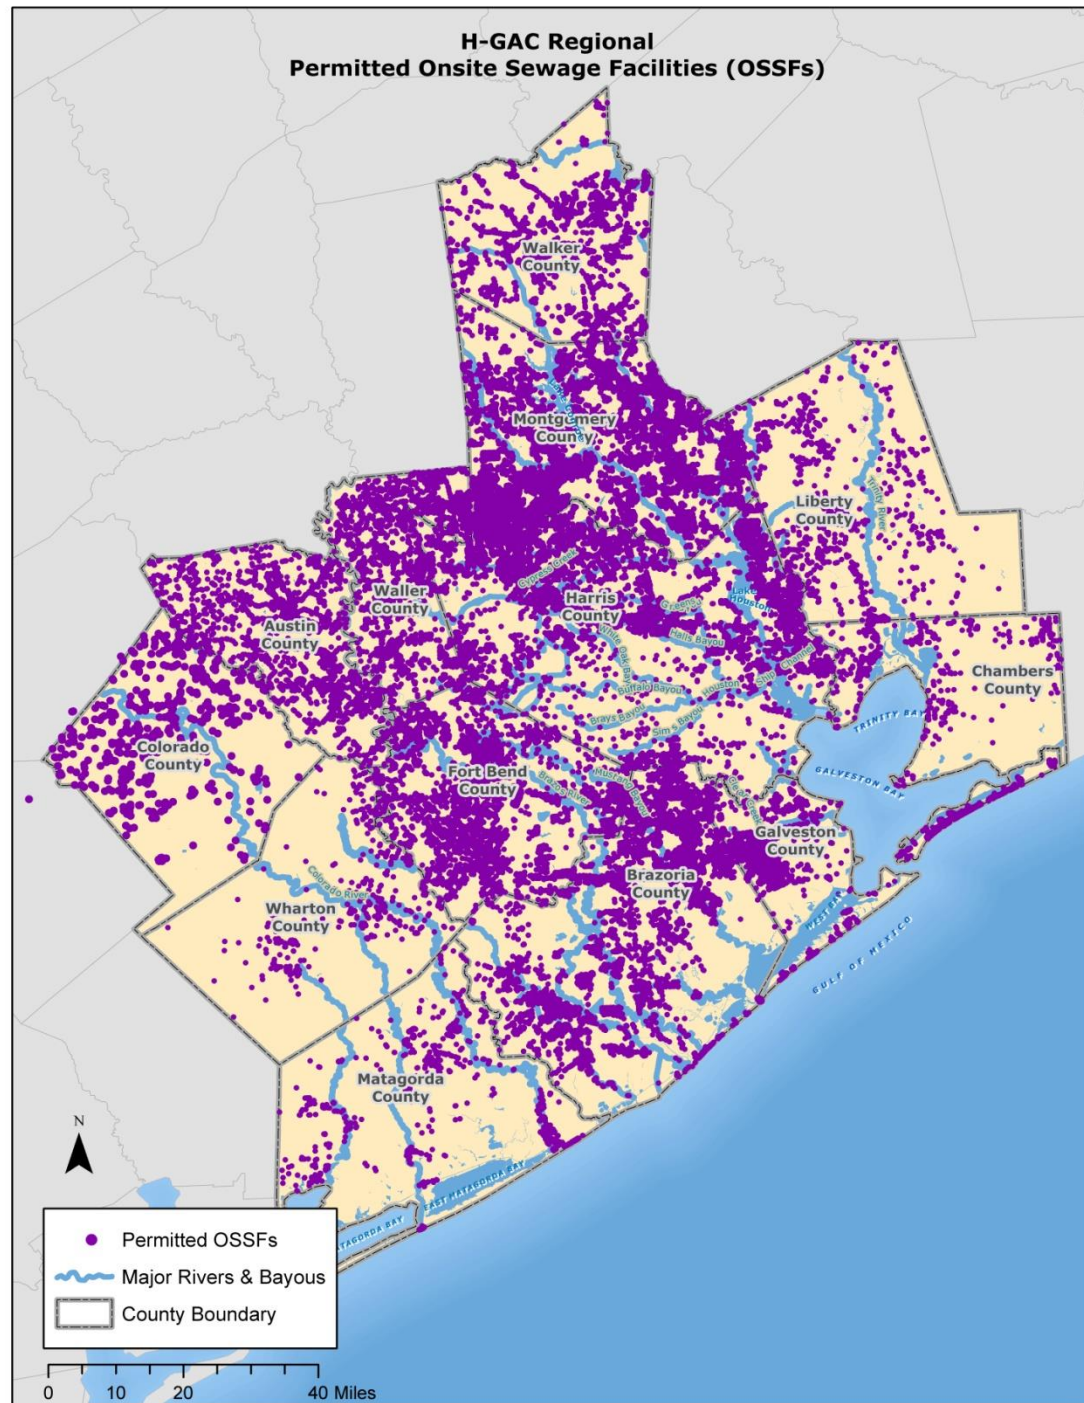 H-GAC Regional
Permitted Onsite Sewage Facilities (OSSFs)
Walker
County
Montgomery
County
Liberty
County
Trinity River
Cypress Creek
Lake
Houston
Waller
County
Harris
County
Greens
Halls Bayou
White Oak Bayou
Austin
County
Buffalo Bayou
Houston
Ship Channel
Chambers
County
Brays Bayou
Sim's Bayou
TRINITY BAY
Colorado
County
GALVESTON BAY
Fort Bend
County
Brazos River
Mustang Bayou
Clear Creek
Galveston
County
Brazoria
County
Colorado River
Wharton
County
WEST BAY
GULF OF MEXICO
Matagorda
County
N
EAST MATAGORDA BAY
ATAGORDA BAY
Permitted OSSFs
Major Rivers & Bayous
County Boundary
0 10 20 40 Miles